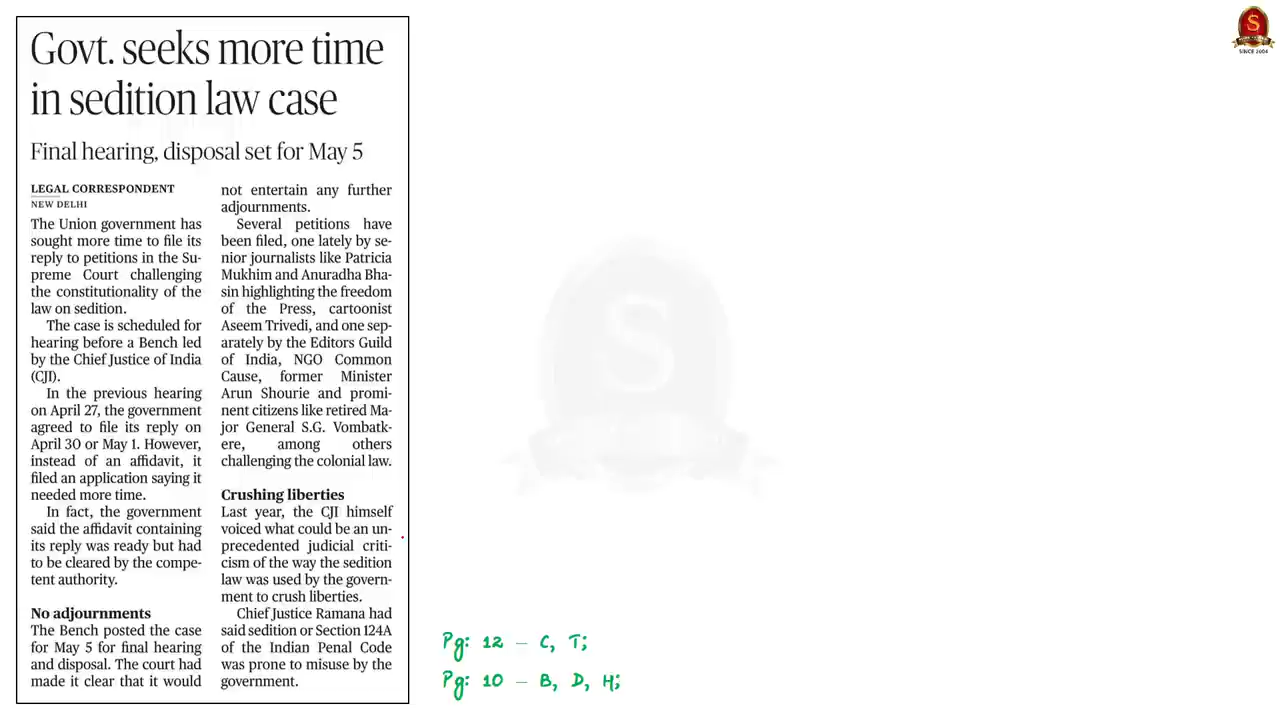 Govt. seeks more time
in sedition law case
Final hearing, disposal set for May 5
LEGAL CORRESPONDENT
NEW DELHI
The Union government has
sought more time to file its
reply to petitions in the Su-
preme Court challenging
the constitutionality of the
law on sedition.
The case is scheduled for
hearing before a Bench led
by the Chief Justice of India
(CJI).
In the previous hearing
on April 27, the government
agreed to file its reply on
April 30 or May 1. However,
instead of an affidavit, it
filed an application saying it
needed more time.
In fact, the government
said the affidavit containing
its reply was ready but had
to be cleared by the compe-
tent authority.
No adjournments
The Bench posted the case
for May 5 for final hearing
and disposal. The court had
made it clear that it would
not entertain any further
adjournments.
Several petitions have
been filed, one lately by se-
nior journalists like Patricia
Mukhim and Anuradha Bha-
sin highlighting the freedom
of the Press, cartoonist
Aseem Trivedi, and one sep-
arately by the Editors Guild
of India, NGO Common
Cause, former Minister
Arun Shourie and promi-
nent citizens like retired Ma-
jor General S.G. Vombatk-
ere, among others
challenging the colonial law.
Crushing liberties
Last year, the CJI himself
voiced what could be an un-
precedented judicial criti-
cism of the way the sedition
law was used by the govern-
ment to crush liberties.
Chief Justice Ramana had
said sedition or Section 124A
of the Indian Penal Code
was prone to misuse by the
government.
Pg: 12 – C, T;
Pg: 10 – B, D, H;
S
SINCE 2004
S